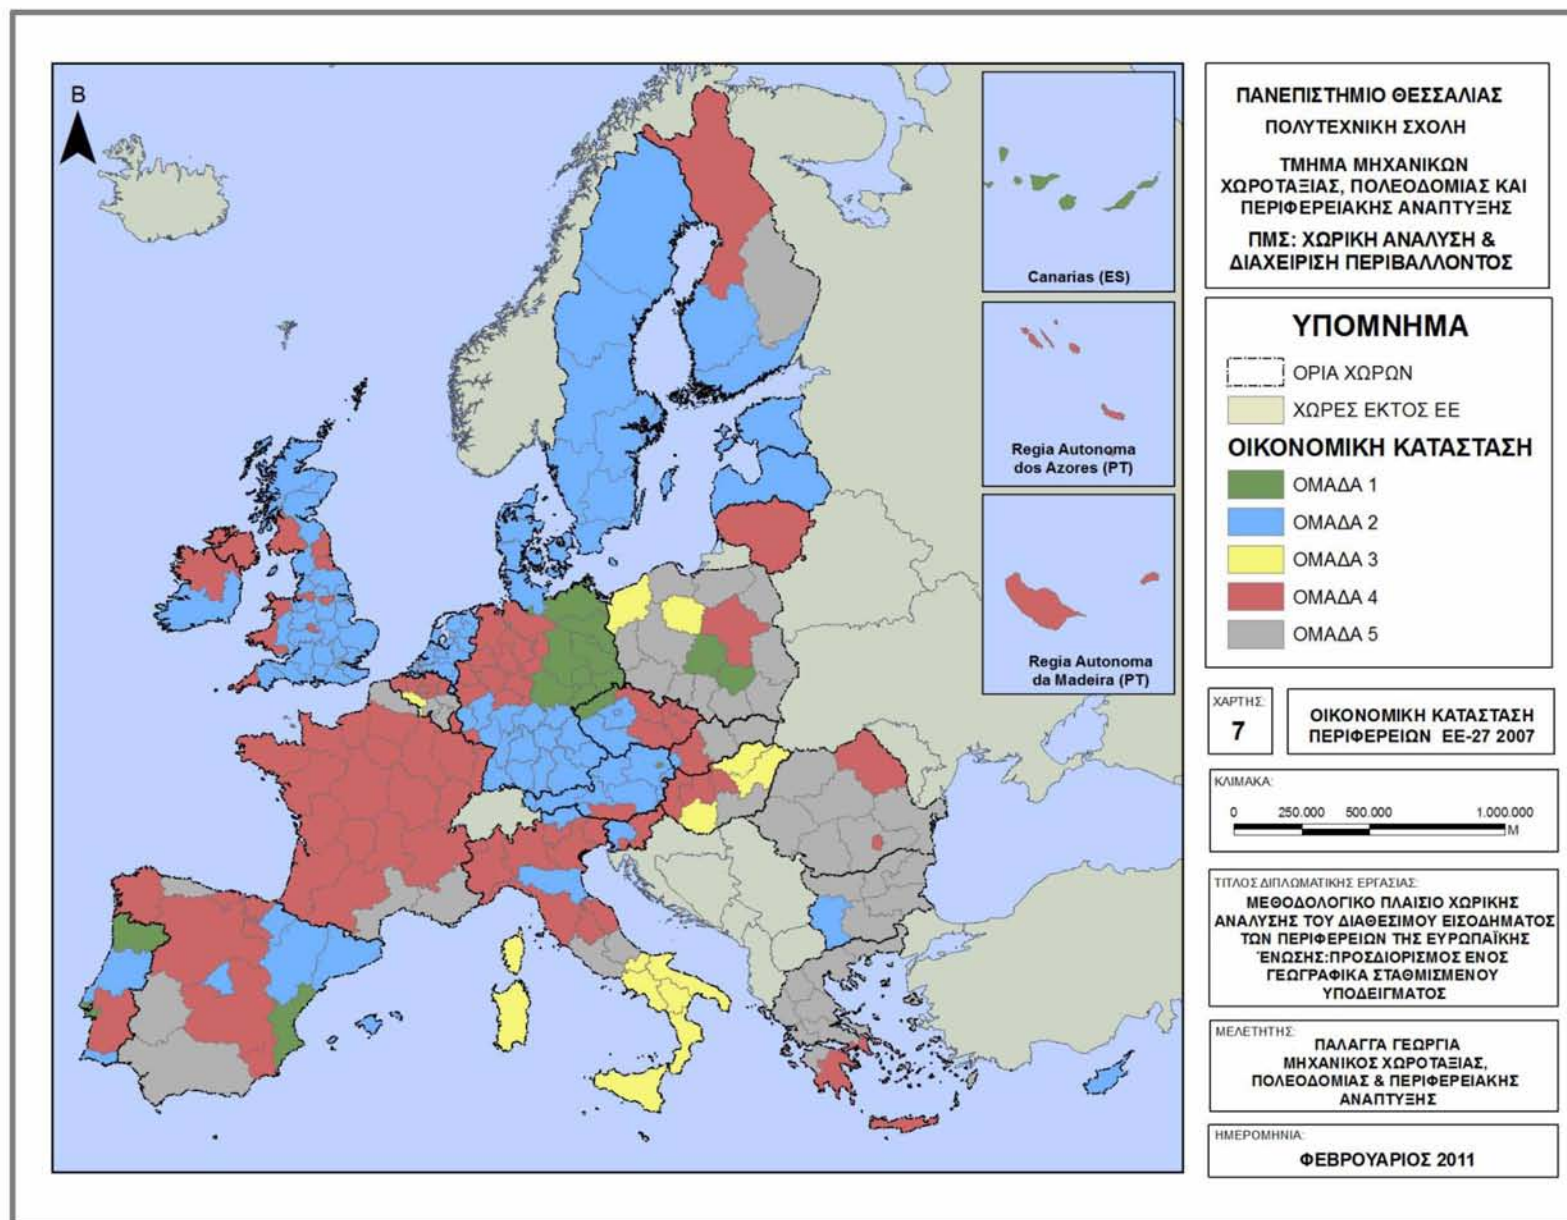 Β
Canarias (ES)
Regia Autonoma
dos Azores (PT)
Regia Autonoma
da Madeira (PT)
ΠΑΝΕΠΙΣΤΗΜΙΟ ΘΕΣΣΑΛΙΑΣ
ΠΟΛΥΤΕΧΝΙΚΗ ΣΧΟΛΗ
ΤΜΗΜΑ ΜΗΧΑΝΙΚΩΝ
ΧΩΡΟΤΑΞΙΑΣ, ΠΟΛΕΟΔΟΜΙΑΣ ΚΑΙ
ΠΕΡΙΦΕΡΕΙΑΚΗΣ ΑΝΑΠΤΥΞΗΣ
ΠΜΣ: ΧΩΡΙΚΗ ΑΝΑΛΥΣΗ &
ΔΙΑΧΕΙΡΙΣΗ ΠΕΡΙΒΑΛΛΟΝΤΟΣ
ΥΠΟΜΝΗΜΑ
ΟΡΙΑ ΧΩΡΩΝ
ΧΩΡΕΣ ΕΚΤΟΣ ΕΕ
ΟΙΚΟΝΟΜΙΚΗ ΚΑΤΑΣΤΑΣΗ
ΟΜΑΔΑ 1
ΟΜΑΔΑ 2
ΟΜΑΔΑ 3
ΟΜΑΔΑ 4
ΟΜΑΔΑ 5
ΧΑΡΤΗΣ:
7
ΟΙΚΟΝΟΜΙΚΗ ΚΑΤΑΣΤΑΣΗ
ΠΕΡΙΦΕΡΕΙΩΝ ΕΕ-27 2007
ΚΛΙΜΑΚΑ:
0 250.000 500.000 1.000.000
Μ
ΤΙΤΛΟΣ ΔΙΠΛΩΜΑΤΙΚΗΣ ΕΡΓΑΣΙΑΣ:
ΜΕΘΟΔΟΛΟΓΙΚΟ ΠΛΑΙΣΙΟ ΧΩΡΙΚΗΣ
ΑΝΑΛΥΣΗΣ ΤΟΥ ΔΙΑΘΕΣΙΜΟΥ ΕΙΣΟΔΗΜΑΤΟΣ
ΤΩΝ ΠΕΡΙΦΕΡΕΙΩΝ ΤΗΣ ΕΥΡΩΠΑΪΚΗΣ
ΈΝΩΣΗΣ:ΠΡΟΣΔΙΟΡΙΣΜΟΣ ΕΝΟΣ
ΓΕΩΓΡΑΦΙΚΑ ΣΤΑΘΜΙΣΜΕΝΟΥ
ΥΠΟΔΕΙΓΜΑΤΟΣ
ΜΕΛΕΤΗΤΗΣ:
ΠΑΛΑΓΓΑ ΓΕΩΡΓΙΑ
ΜΗΧΑΝΙΚΟΣ ΧΩΡΟΤΑΞΙΑΣ,
ΠΟΛΕΟΔΟΜΙΑΣ & ΠΕΡΙΦΕΡΕΙΑΚΗΣ
ΑΝΑΠΤΥΞΗΣ
ΗΜΕΡΟΜΗΝΙΑ:
ΦΕΒΡΟΥΑΡΙΟΣ 2011